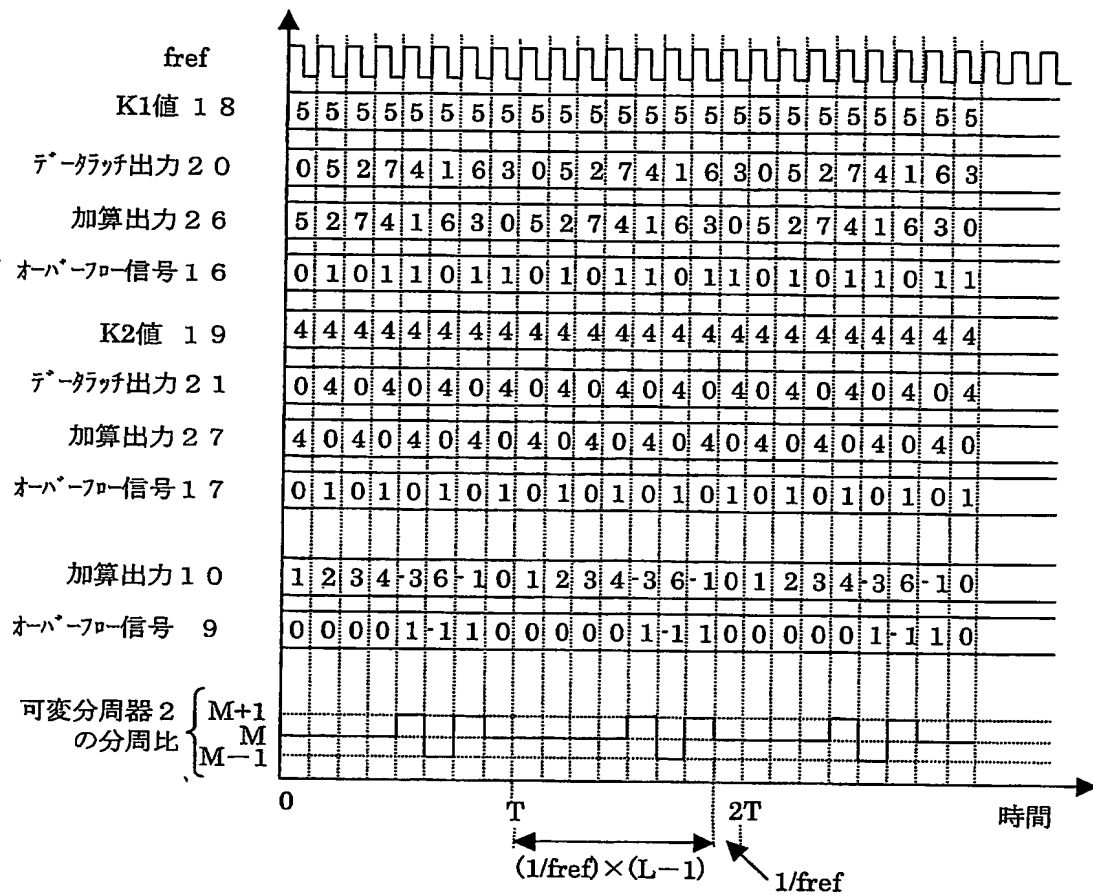 fref
K1値 18 5 5 5 5 5 5 5 5 5 5 5 5 5 5 5 5 5 5 5 5 5 5 5 5
データラッチ出力20 0 5 2 7 4 1 6 3 0 5 2 7 4 1 6 3 0 5 2 7 4 1 6 3
加算出力26 5 2 7 4 1 6 3 0 5 2 7 4 1 6 3 0 5 2 7 4 1 6 3 0
オーバーフロー信号16 0 1 0 1 1 0 1 1 0 1 0 1 1 0 1 1 0 1 0 1 1 0 1 1
K2値 19 4 4 4 4 4 4 4 4 4 4 4 4 4 4 4 4 4 4 4 4 4 4 4 4
データラッチ出力21 0 4 0 4 0 4 0 4 0 4 0 4 0 4 0 4 0 4 0 4 0 4 0 4
加算出力27 4 0 4 0 4 0 4 0 4 0 4 0 4 0 4 0 4 0 4 0 4 0 4 0
オーバーフロー信号17 0 1 0 1 0 1 0 1 0 1 0 1 0 1 0 1 0 1 0 1 0 1 0 1
加算出力10 1 2 3 4 -3 6 -1 0 1 2 3 4 -3 6 -1 0 1 2 3 4 -3 6 -1 0
オーバーフロー信号 9 0 0 0 0 1 -1 1 0 0 0 0 0 1 -1 1 0 0 0 0 0 1 -1 1 0
可変分周器2
の分周比
M+1
M
M−1
0 T 2T 時間
(1/fref)×(L−1)
1/fref